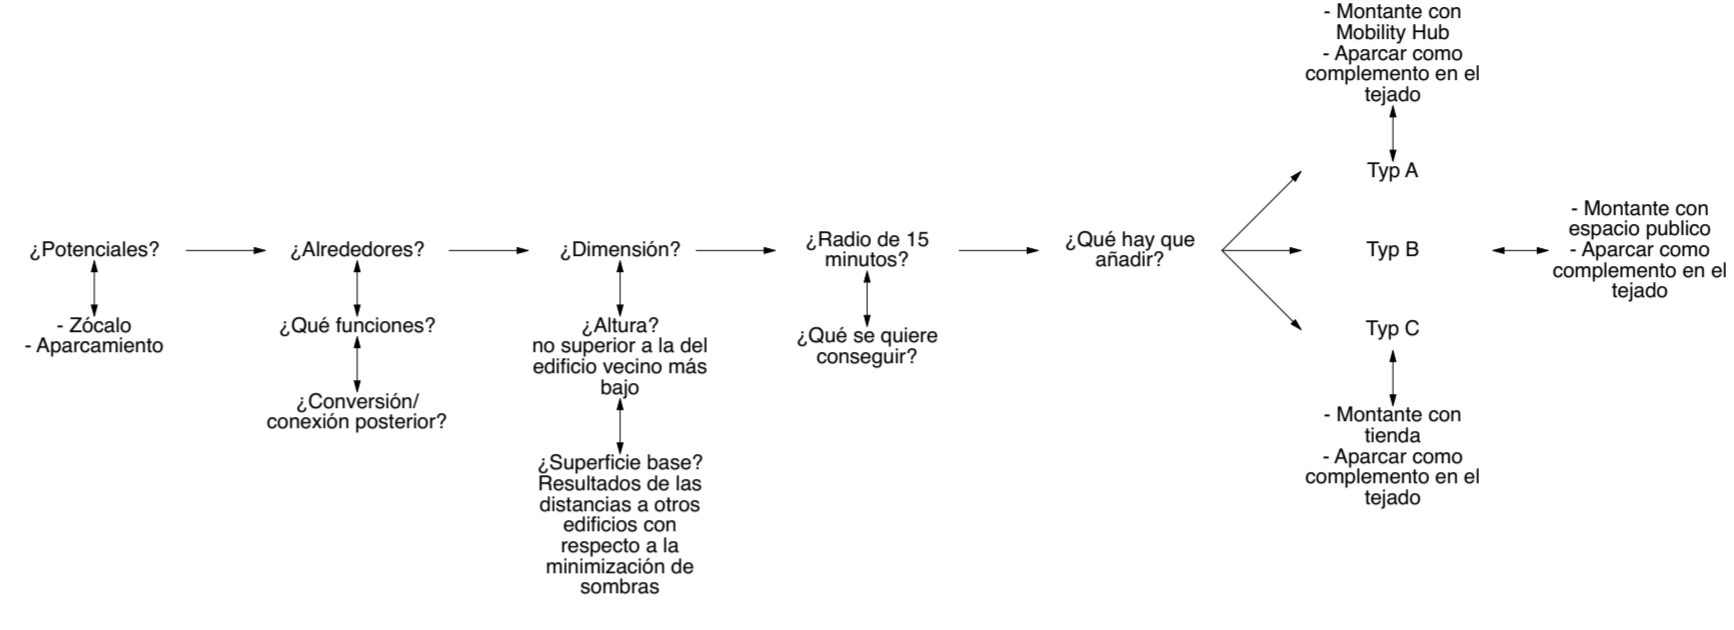 ¿Potenciales?
- Zócalo
- Aparcamiento
¿Alrededores?
¿Qué funciones?
¿Conversión/
conexión posterior?
¿Dimensión?
¿Altura?
no superior a la del
edificio vecino más
bajo
¿Superficie base?
Resultados de las
distancias a otros
edificios con
respecto a la
minimización de
sombras
¿Radio de 15
minutos?
¿Qué se quiere
conseguir?
¿Qué hay que
añadir?
- Montante con
Mobility Hub
- Aparcar como
complemento en el
tejado
Typ A
Typ B
- Montante con
espacio publico
- Aparcar como
complemento en el
tejado
Typ C
- Montante con
tienda
- Aparcar como
complemento en el
tejado